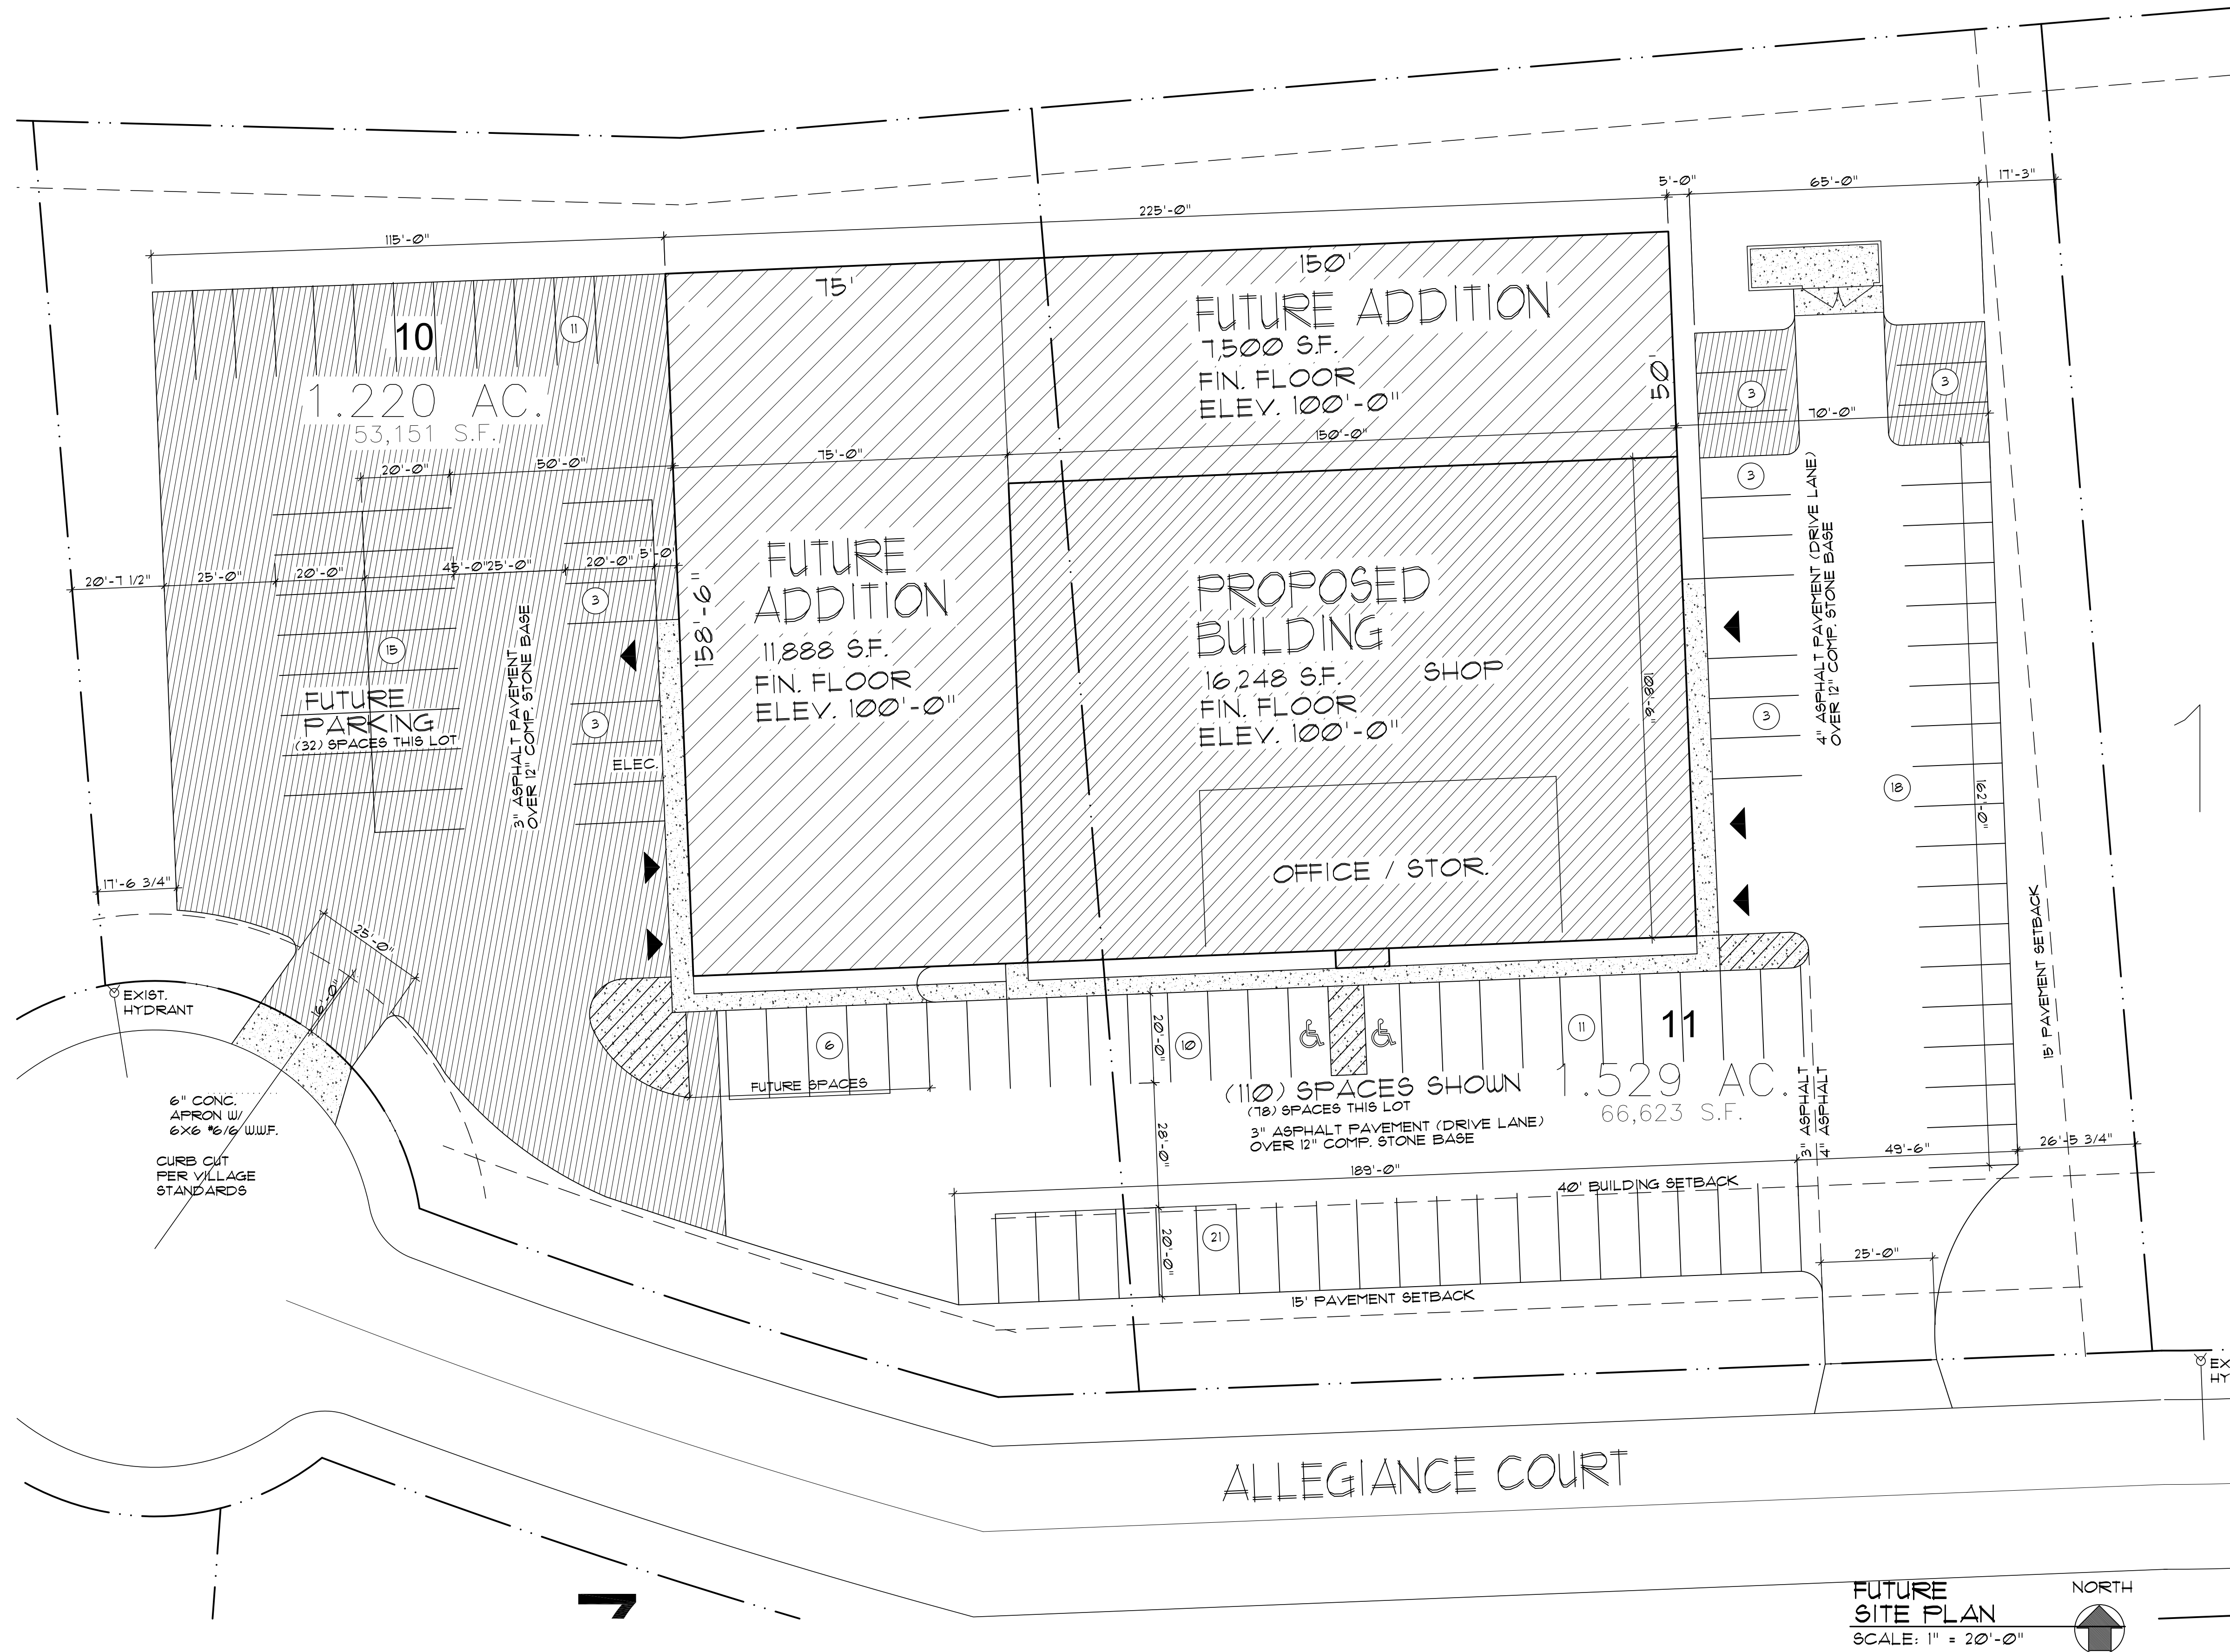 5'-0"
65'-0"
17'-3"
225'-0"
115'-0"
75'
150'
FUTURE ADDITION
7,500 S.F.
FIN. FLOOR
ELEV. 100'-0"
50'
10
11
1.220 AC.
53,151 S.F.
3
3
70'-0"
150'-0"
75'-0"
20'-0"
50'-0"
3
4" ASPHALT PAVEMENT (DRIVE LANE)
OVER 12" COMP. STONE BASE
20'-7 1/2"
25'-0"
20'-0"
45'-0"
25'-0"
20'-0"
5'-0"
3
FUTURE
ADDITION
11,888 S.F.
FIN. FLOOR
ELEV. 100'-0"
158'-6"
PROPOSED
BUILDING
16,248 S.F.
FIN. FLOOR
ELEV. 100'-0"
SHOP
108'-6"
15
FUTURE
PARKING
(32) SPACES THIS LOT
3" ASPHALT PAVEMENT
OVER 12" COMP. STONE BASE
3
ELEC.
3
18
162'-0"
1
OFFICE / STOR.
17'-6 3/4"
25'-0"
6'-0"
15' PAVEMENT SETBACK
EXIST.
HYDRANT
6
FUTURE SPACES
20'-0"
10
11
11
(110) SPACES SHOWN
(78) SPACES THIS LOT
1.529 AC.
66,623 S.F.
3" ASPHALT PAVEMENT (DRIVE LANE)
OVER 12" COMP. STONE BASE
3" ASPHALT
4" ASPHALT
6" CONC.
APRON W/
6X6 #6/6 W.W.F.
CURB CUT
PER VILLAGE
STANDARDS
28'-0"
189'-0"
49'-6"
26'-5 3/4"
40' BUILDING SETBACK
20'-0"
21
25'-0"
15' PAVEMENT SETBACK
EX
HY
ALLEGIANCE COURT
7
FUTURE
SITE PLAN
SCALE: 1" = 20'-0"
NORTH